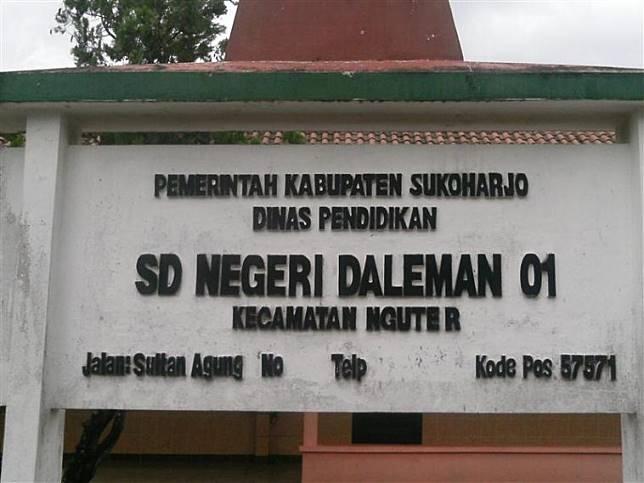 PEMERINTAH KABUPATEN SUKOHARJO
DINAS PENDIDIKAN
SD NEGERI DALEMAN 01
KECAMATAN NGUTER
Jalan: Sultan Agung No Telp Kode Pos 57571